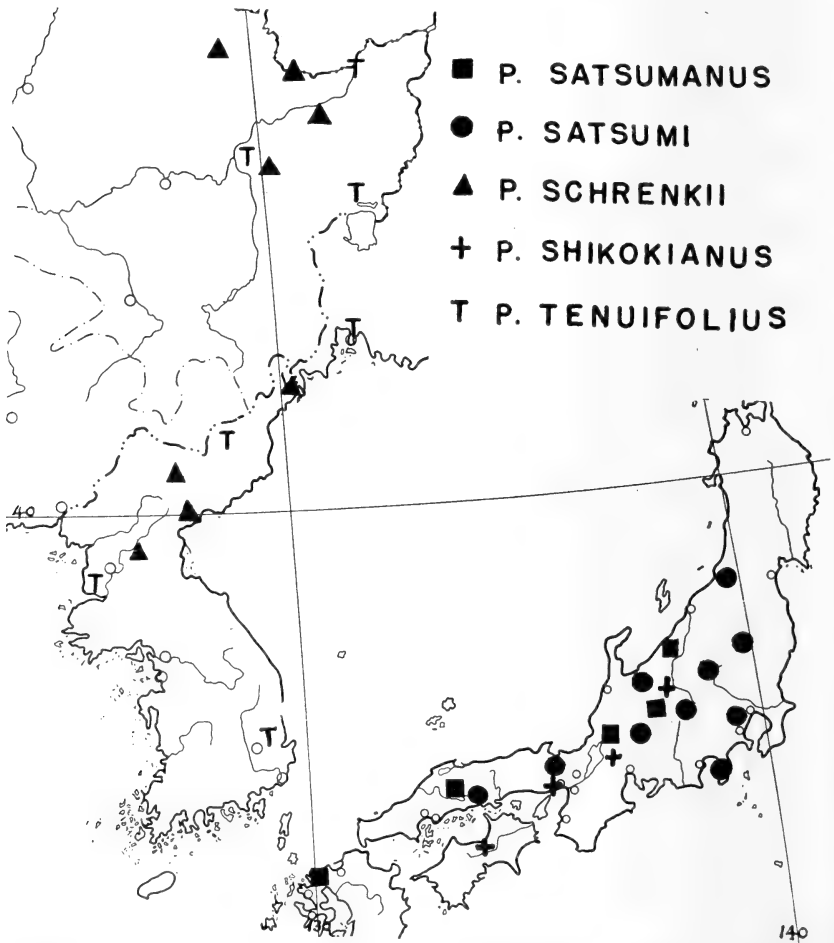 P. SATSUMANUS
P. SATSUMI
P. SCHRENKII
P. SHIKOKIANUS
T P. TENUIFOLIUS
T
T
T
T
T
40
T
T
140